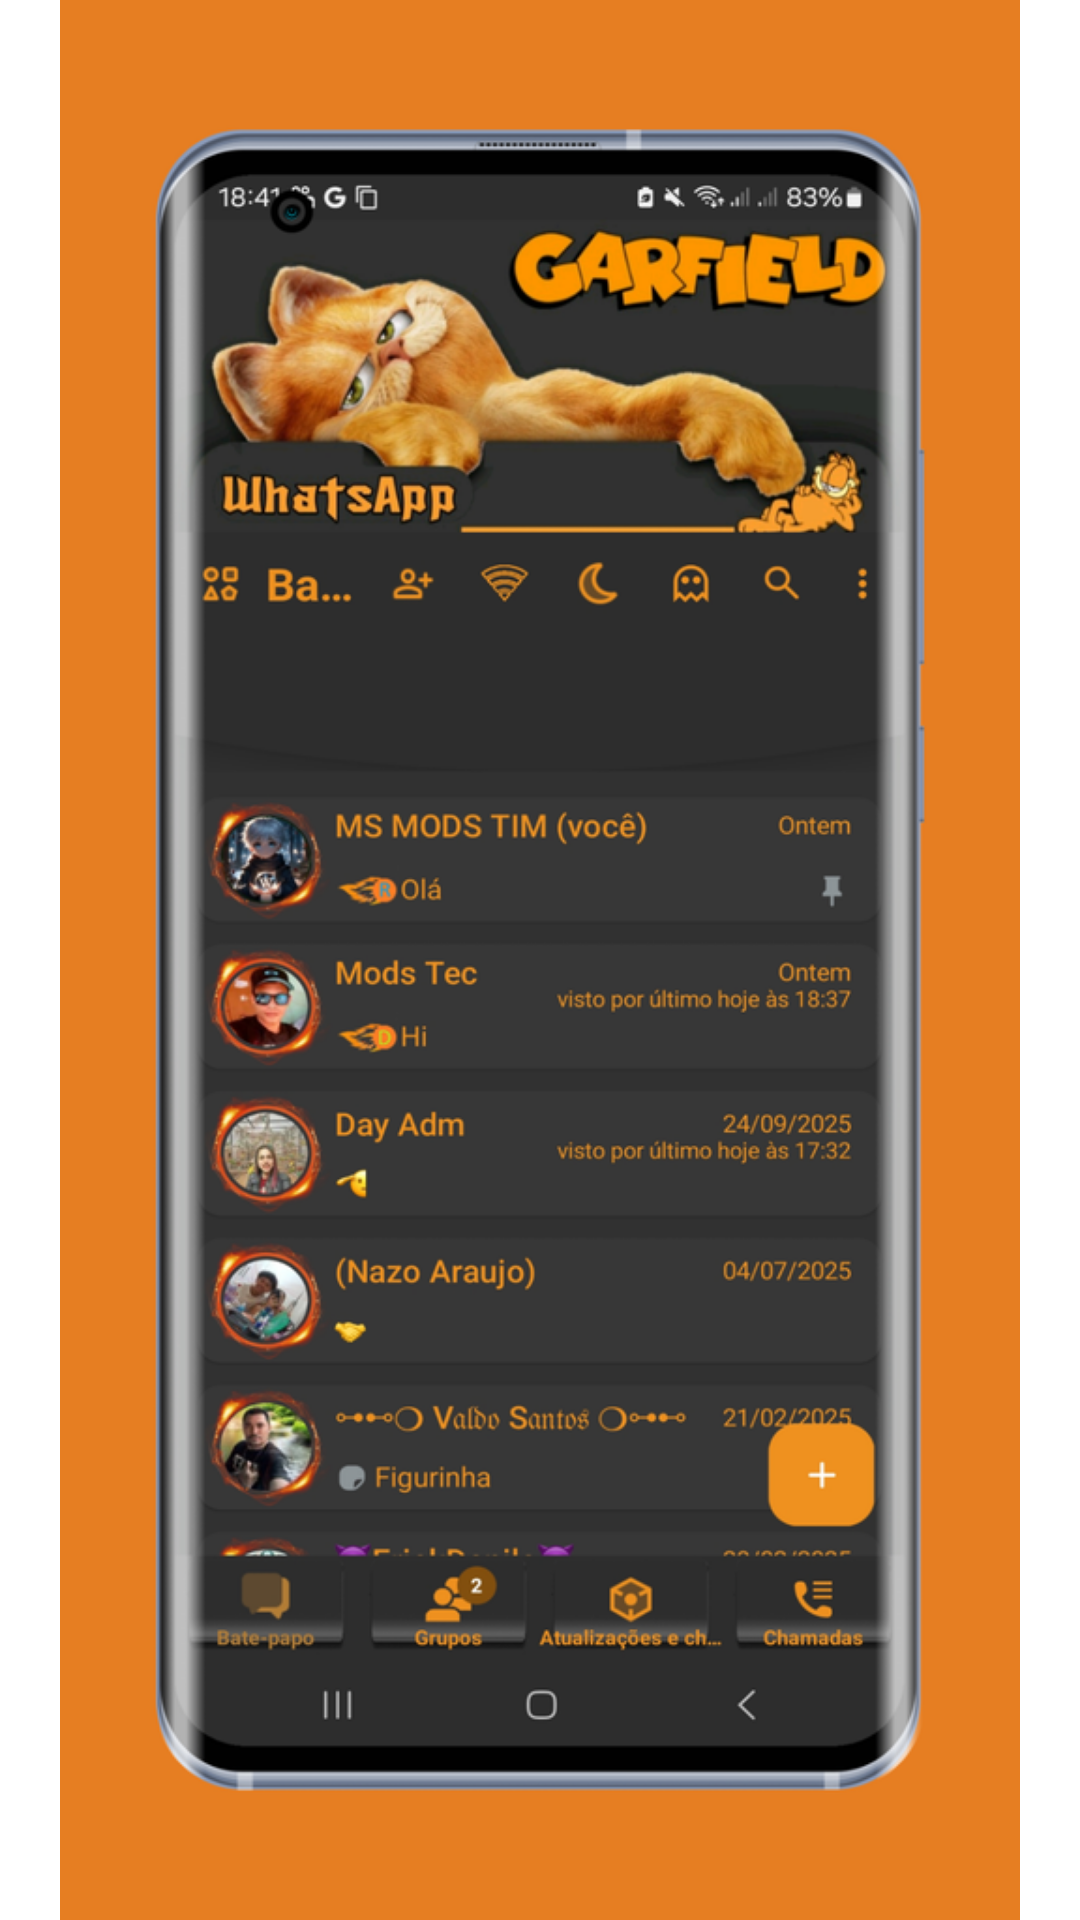 18:41
83%
GARFIELD
WhatsApp
Ba...
MS MODS TIM (você)
Ontem
R Olá
Mods Tec
Ontem
visto por último hoje às 18:37
D Hi
Day Adm
24/09/2025
visto por último hoje às 17:32
(Nazo Araujo)
04/07/2025
𝐕𝔞𝔩𝔡𝔬 𝐒𝔞𝔫𝔱𝔬𝔰
21/02/2025
Figurinha
2
Bate-papo
Grupos
Atualizações e ch...
Chamadas